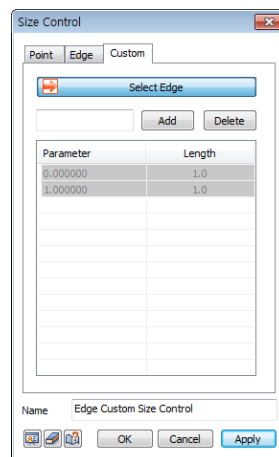 Size Control
Point Edge Custom
Select Edge
Add Delete
Parameter Length
0.000000 1.0
1.000000 1.0
Name Edge Custom Size Control
OK Cancel Apply